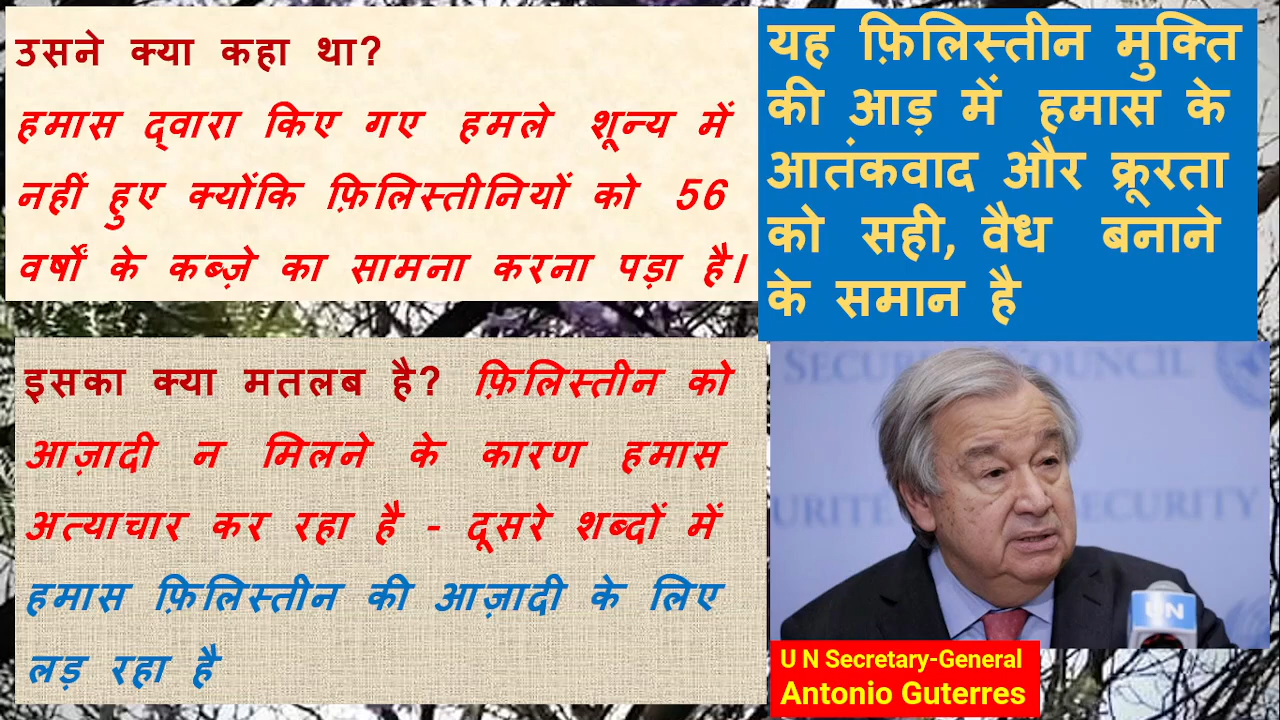 उसने क्या कहा था?
हमास द्वारा किए गए हमले शून्य में
नहीं हुए क्योंकि फ़िलिस्तीनियों को 56
वर्षों के कब्ज़े का सामना करना पड़ा है।
यह फ़िलिस्तीन मुक्ति
की आड़ में हमास के
आतंकवाद और क्रूरता
को सही, वैध बनाने
के समान है
इसका क्या मतलब है? फ़िलिस्तीन को
आज़ादी न मिलने के कारण हमास
अत्याचार कर रहा है - दूसरे शब्दों में
हमास फ़िलिस्तीन की आज़ादी के लिए
लड़ रहा है
SECURITY
UN
U N Secretary-General
Antonio Guterres